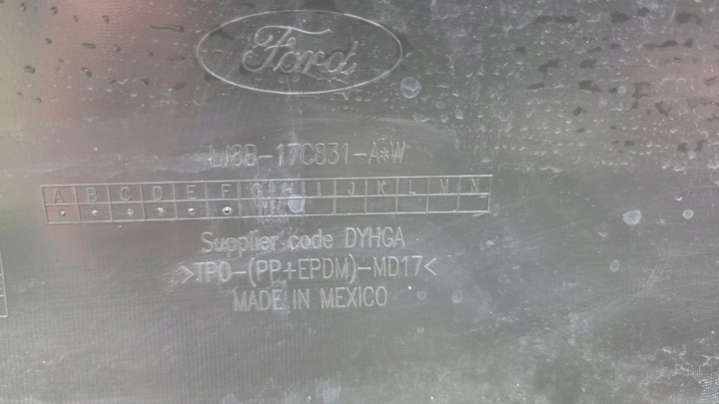 Ford
LJ8B-17C831-A*W
A B C D E F G H I J K L M N
Supplier code DYHGA
>TPO-(PP+EPDM)-MD17<
MADE IN MEXICO